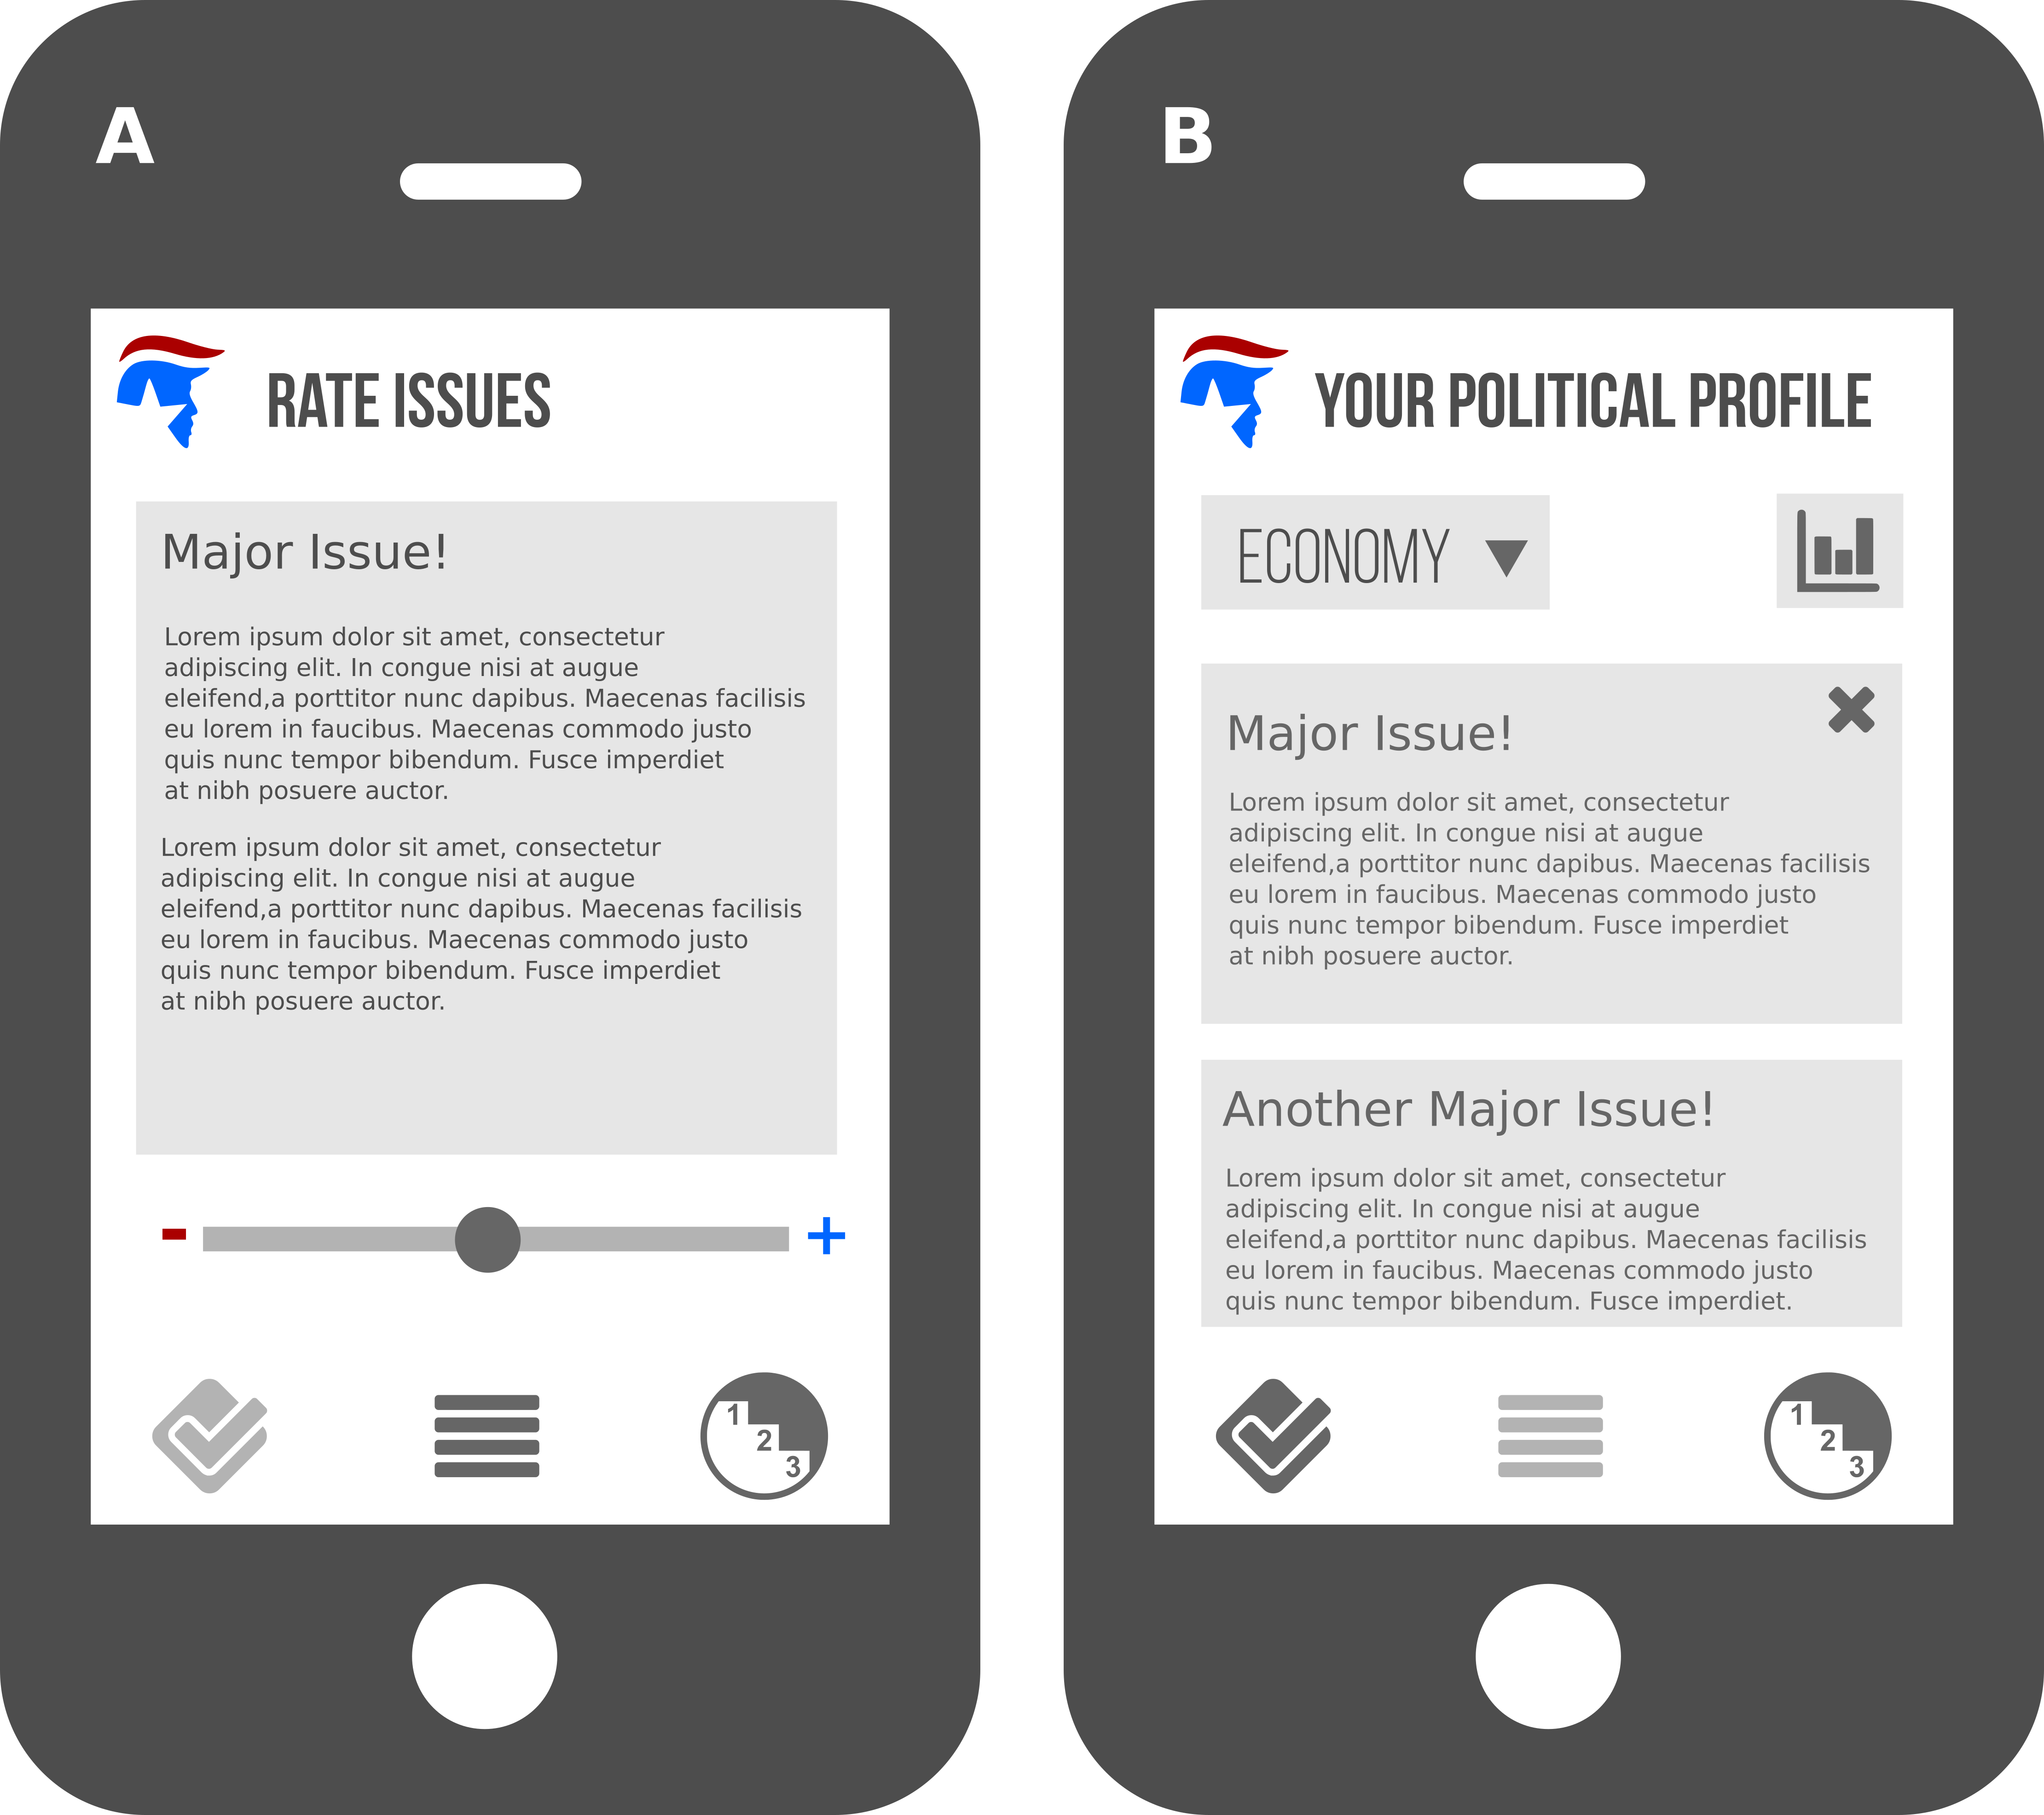 A
RATE ISSUES
Major Issue!
Lorem ipsum dolor sit amet, consectetur
adipiscing elit. In congue nisi at augue
eleifend,a porttitor nunc dapibus. Maecenas facilisis
eu lorem in faucibus. Maecenas commodo justo
quis nunc tempor bibendum. Fusce imperdiet
at nibh posuere auctor.
Lorem ipsum dolor sit amet, consectetur
adipiscing elit. In congue nisi at augue
eleifend,a porttitor nunc dapibus. Maecenas facilisis
eu lorem in faucibus. Maecenas commodo justo
quis nunc tempor bibendum. Fusce imperdiet
at nibh posuere auctor.
- +
1
2
3
B
YOUR POLITICAL PROFILE
ECONOMY
Major Issue!
Lorem ipsum dolor sit amet, consectetur
adipiscing elit. In congue nisi at augue
eleifend,a porttitor nunc dapibus. Maecenas facilisis
eu lorem in faucibus. Maecenas commodo justo
quis nunc tempor bibendum. Fusce imperdiet
at nibh posuere auctor.
Another Major Issue!
Lorem ipsum dolor sit amet, consectetur
adipiscing elit. In congue nisi at augue
eleifend,a porttitor nunc dapibus. Maecenas facilisis
eu lorem in faucibus. Maecenas commodo justo
quis nunc tempor bibendum. Fusce imperdiet.
1
2
3